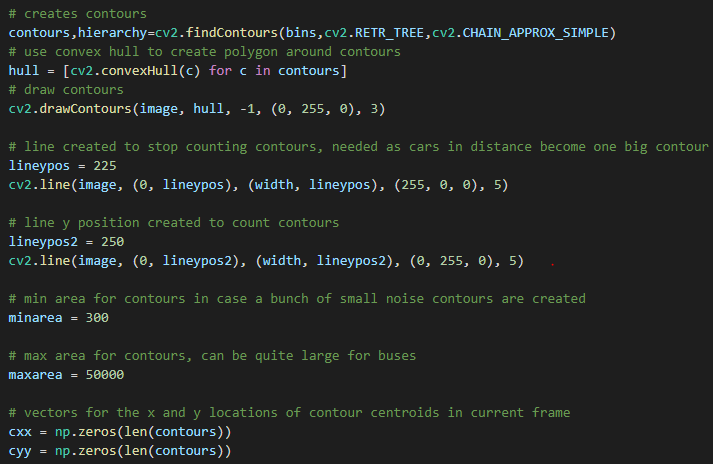 # creates contours
contours,hierarchy=cv2.findContours(bins,cv2.RETR_TREE,cv2.CHAIN_APPROX_SIMPLE)
# use convex hull to create polygon around contours
hull = [cv2.convexHull(c) for c in contours]
# draw contours
cv2.drawContours(image, hull, -1, (0, 255, 0), 3)
# line created to stop counting contours, needed as cars in distance become one big contour
lineypos = 225
cv2.line(image, (0, lineypos), (width, lineypos), (255, 0, 0), 5)
# line y position created to count contours
lineypos2 = 250
cv2.line(image, (0, lineypos2), (width, lineypos2), (0, 255, 0), 5)
# min area for contours in case a bunch of small noise contours are created
minarea = 300
# max area for contours, can be quite large for buses
maxarea = 50000
# vectors for the x and y locations of contour centroids in current frame
cxx = np.zeros(len(contours))
cyy = np.zeros(len(contours))